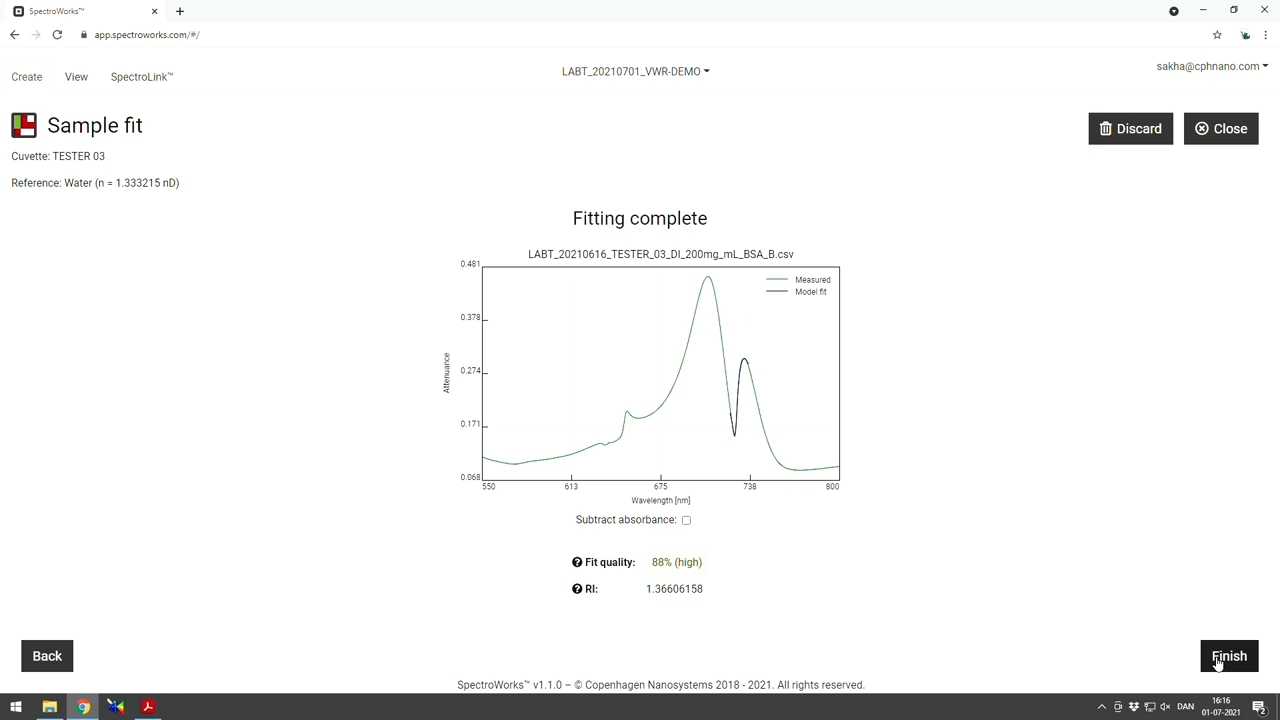 SpectroWorks™
app.spectroworks.com/#/
Create
View
SpectroLink™
LABT_20210701_VWR-DEMO
sakha@cphnano.com
Sample fit
Discard
Close
Cuvette: TESTER 03
Reference: Water (n = 1.333215 nD)
Fitting complete
LABT_20210616_TESTER_03_DI_200mg_mL_BSA_B.csv
0.481
Measured
Model fit
0.378
0.274
Attenuance
0.171
0.068
550
613
675
738
800
Wavelength [nm]
Subtract absorbance:
Fit quality:
88% (high)
RI:
1.36606158
Back
Finish
SpectroWorks™ v1.1.0 – © Copenhagen Nanosystems 2018 - 2021. All rights reserved.
DAN
16:16
01-07-2021
2